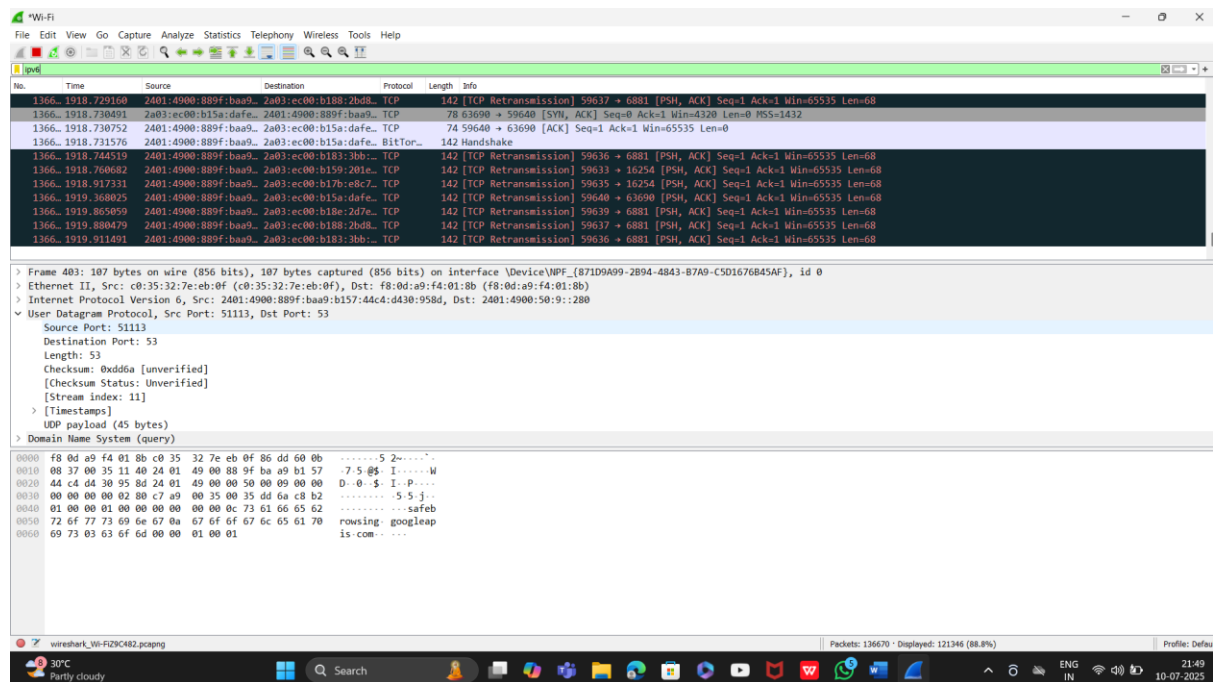 *Wi-Fi
File Edit View Go Capture Analyze Statistics Telephony Wireless Tools Help
ipv6
No. Time Source Destination Protocol Length Info
1366… 1918.729160 2401:4900:889f:baa9… 2a03:ec00:b188:2bd8… TCP 142 [TCP Retransmission] 59637 → 6881 [PSH, ACK] Seq=1 Ack=1 Win=65535 Len=68
1366… 1918.730491 2a03:ec00:b15a:dafe… 2401:4900:889f:baa9… TCP 78 63690 → 59640 [SYN, ACK] Seq=0 Ack=1 Win=4320 Len=0 MSS=1432
1366… 1918.730752 2401:4900:889f:baa9… 2a03:ec00:b15a:dafe… TCP 74 59640 → 63690 [ACK] Seq=1 Ack=1 Win=65535 Len=0
1366… 1918.731576 2401:4900:889f:baa9… 2a03:ec00:b15a:dafe… BitTor… 142 Handshake
1366… 1918.744519 2401:4900:889f:baa9… 2a03:ec00:b183:3bb:… TCP 142 [TCP Retransmission] 59636 → 6881 [PSH, ACK] Seq=1 Ack=1 Win=65535 Len=68
1366… 1918.760682 2401:4900:889f:baa9… 2a03:ec00:b159:201e… TCP 142 [TCP Retransmission] 59633 → 16254 [PSH, ACK] Seq=1 Ack=1 Win=65535 Len=68
1366… 1918.917331 2401:4900:889f:baa9… 2a03:ec00:b17b:e8c7… TCP 142 [TCP Retransmission] 59635 → 16254 [PSH, ACK] Seq=1 Ack=1 Win=65535 Len=68
1366… 1919.368025 2401:4900:889f:baa9… 2a03:ec00:b15a:dafe… TCP 142 [TCP Retransmission] 59640 → 63690 [PSH, ACK] Seq=1 Ack=1 Win=65535 Len=68
1366… 1919.865059 2401:4900:889f:baa9… 2a03:ec00:b18e:2d7e… TCP 142 [TCP Retransmission] 59639 → 6881 [PSH, ACK] Seq=1 Ack=1 Win=65535 Len=68
1366… 1919.880479 2401:4900:889f:baa9… 2a03:ec00:b188:2bd8… TCP 142 [TCP Retransmission] 59637 → 6881 [PSH, ACK] Seq=1 Ack=1 Win=65535 Len=68
1366… 1919.911491 2401:4900:889f:baa9… 2a03:ec00:b183:3bb:… TCP 142 [TCP Retransmission] 59636 → 6881 [PSH, ACK] Seq=1 Ack=1 Win=65535 Len=68
> Frame 403: 107 bytes on wire (856 bits), 107 bytes captured (856 bits) on interface \Device\NPF_{871D9A99-2B94-4843-B7A9-C5D1676B45AF}, id 0
> Ethernet II, Src: c0:35:32:7e:eb:0f (c0:35:32:7e:eb:0f), Dst: f8:0d:a9:f4:01:8b (f8:0d:a9:f4:01:8b)
> Internet Protocol Version 6, Src: 2401:4900:889f:baa9:b157:44c4:d430:958d, Dst: 2401:4900:50:9::280
User Datagram Protocol, Src Port: 51113, Dst Port: 53
Source Port: 51113
Destination Port: 53
Length: 53
Checksum: 0xdd6a [unverified]
[Checksum Status: Unverified]
[Stream index: 11]
> [Timestamps]
UDP payload (45 bytes)
> Domain Name System (query)
0000 f8 0d a9 f4 01 8b c0 35 32 7e eb 0f 86 dd 60 0b ·······5 2~····`·
0010 08 37 00 35 11 40 24 01 49 00 88 9f ba a9 b1 57 ·7·5·@$· I······W
0020 44 c4 d4 30 95 8d 24 01 49 00 00 50 00 09 00 00 D··0··$· I··P····
0030 00 00 00 00 02 80 c7 a9 00 35 00 35 dd 6a c8 b2 ········ ·5·5·j··
0040 01 00 00 01 00 00 00 00 00 00 0c 73 61 66 65 62 ········ ···safeb
0050 72 6f 77 73 69 6e 67 0a 67 6f 6f 67 6c 65 61 70 rowsing· googleap
0060 69 73 03 63 6f 6d 00 00 01 00 01 is·com·· ···
wireshark_Wi-FiZ9C482.pcapng Packets: 136670 · Displayed: 121346 (88.8%) Profile: Defau
8 30°C
Partly cloudy
Search
5
ENG
IN
21:49
10-07-2025